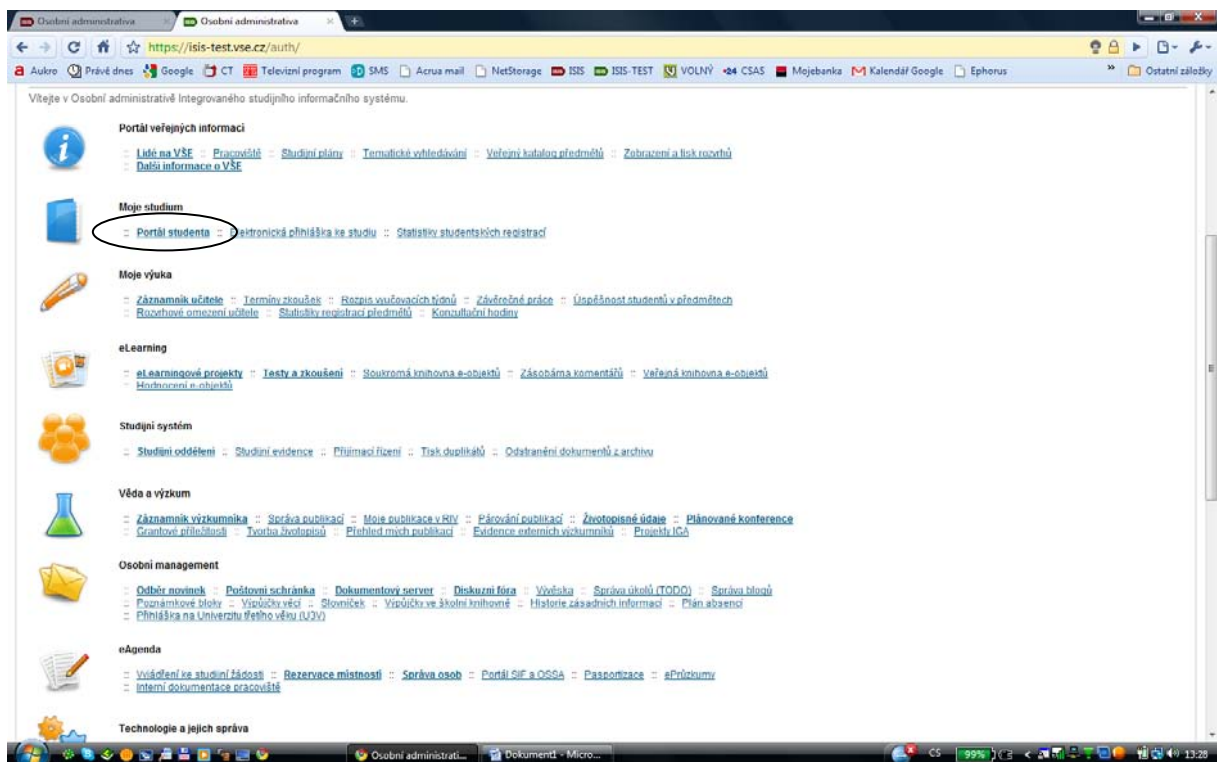 Osobní administrativa
Osobní administrativa
https://isis-test.vse.cz/auth/
Aukro Právě dnes Google CT Televizní program SMS Acrua mail NetStorage ISIS ISIS-TEST VOLNÝ CSAS Mojebanka Kalendář Google Ephorus » Ostatní záložky
Vítejte v Osobní administrativě Integrovaného studijního informačního systému.
Portál veřejných informací
:: Lidé na VŠE :: Pracoviště :: Studijní plány :: Tematické vyhledávání :: Veřejný katalog předmětů :: Zobrazení a tisk rozvrhů
:: Další informace o VŠE
Moje studium
:: Portál studenta :: Elektronická přihláška ke studiu :: Statistiky studentských registrací
Moje výuka
:: Záznamník učitele :: Termíny zkoušek :: Rozpis vyučovacích týdnů :: Závěrečné práce :: Úspěšnost studentů v předmětech
:: Rozvrhové omezení učitele :: Statistiky registrací předmětů :: Konzultační hodiny
eLearning
:: eLearningové projekty :: Testy a zkoušení :: Soukromá knihovna e-objektů :: Zásobárna komentářů :: Veřejná knihovna e-objektů
:: Hodnocení e-objektů
Studijní systém
:: Studijní oddělení :: Studijní evidence :: Přijímací řízení :: Tisk duplikátů :: Odstranění dokumentů z archivu
Věda a výzkum
:: Záznamník výzkumníka :: Správa publikací :: Moje publikace v RIV :: Párování publikací :: Životopisné údaje :: Plánované konference
:: Grantové příležitosti :: Tvorba životopisů :: Přehled mých publikací :: Evidence externích výzkumníků :: Projekty IGA
Osobní management
:: Odběr novinek :: Poštovní schránka :: Dokumentový server :: Diskuzní fóra :: Vývěska :: Správa úkolů (TODO) :: Správa blogů
:: Poznámkové bloky :: Výpůjčky věcí :: Slovníček :: Výpůjčky ve školní knihovně :: Historie zásadních informací :: Plán absencí
:: Přihláška na Univerzitu třetího věku (U3V)
eAgenda
:: Vyjádření ke studijní žádosti :: Rezervace místností :: Správa osob :: Portál SIF a OSSA :: Pasportizace :: ePrůzkumy
:: Interní dokumentace pracoviště
Technologie a jejich správa
Osobní administrati... Dokument1 - Micro... CS 99% 13:28